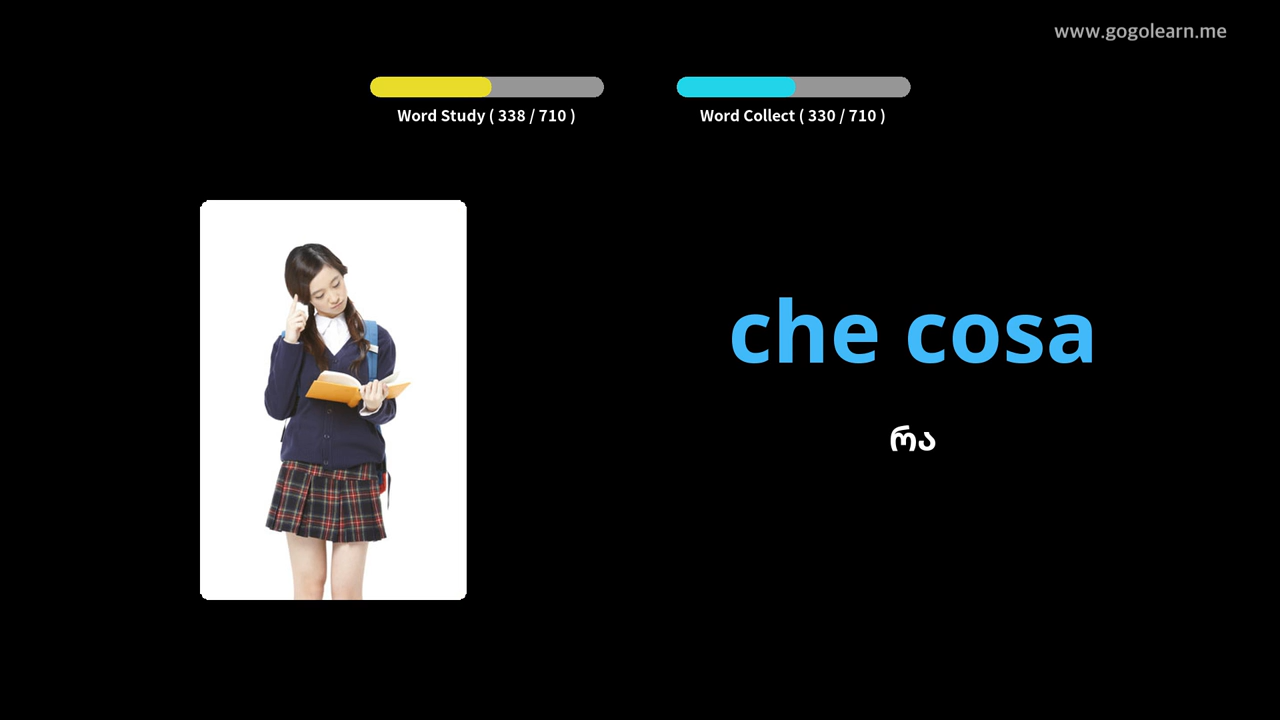 www.gogolearn.me
Word Study ( 338 / 710 )
Word Collect ( 330 / 710 )
che cosa
რა